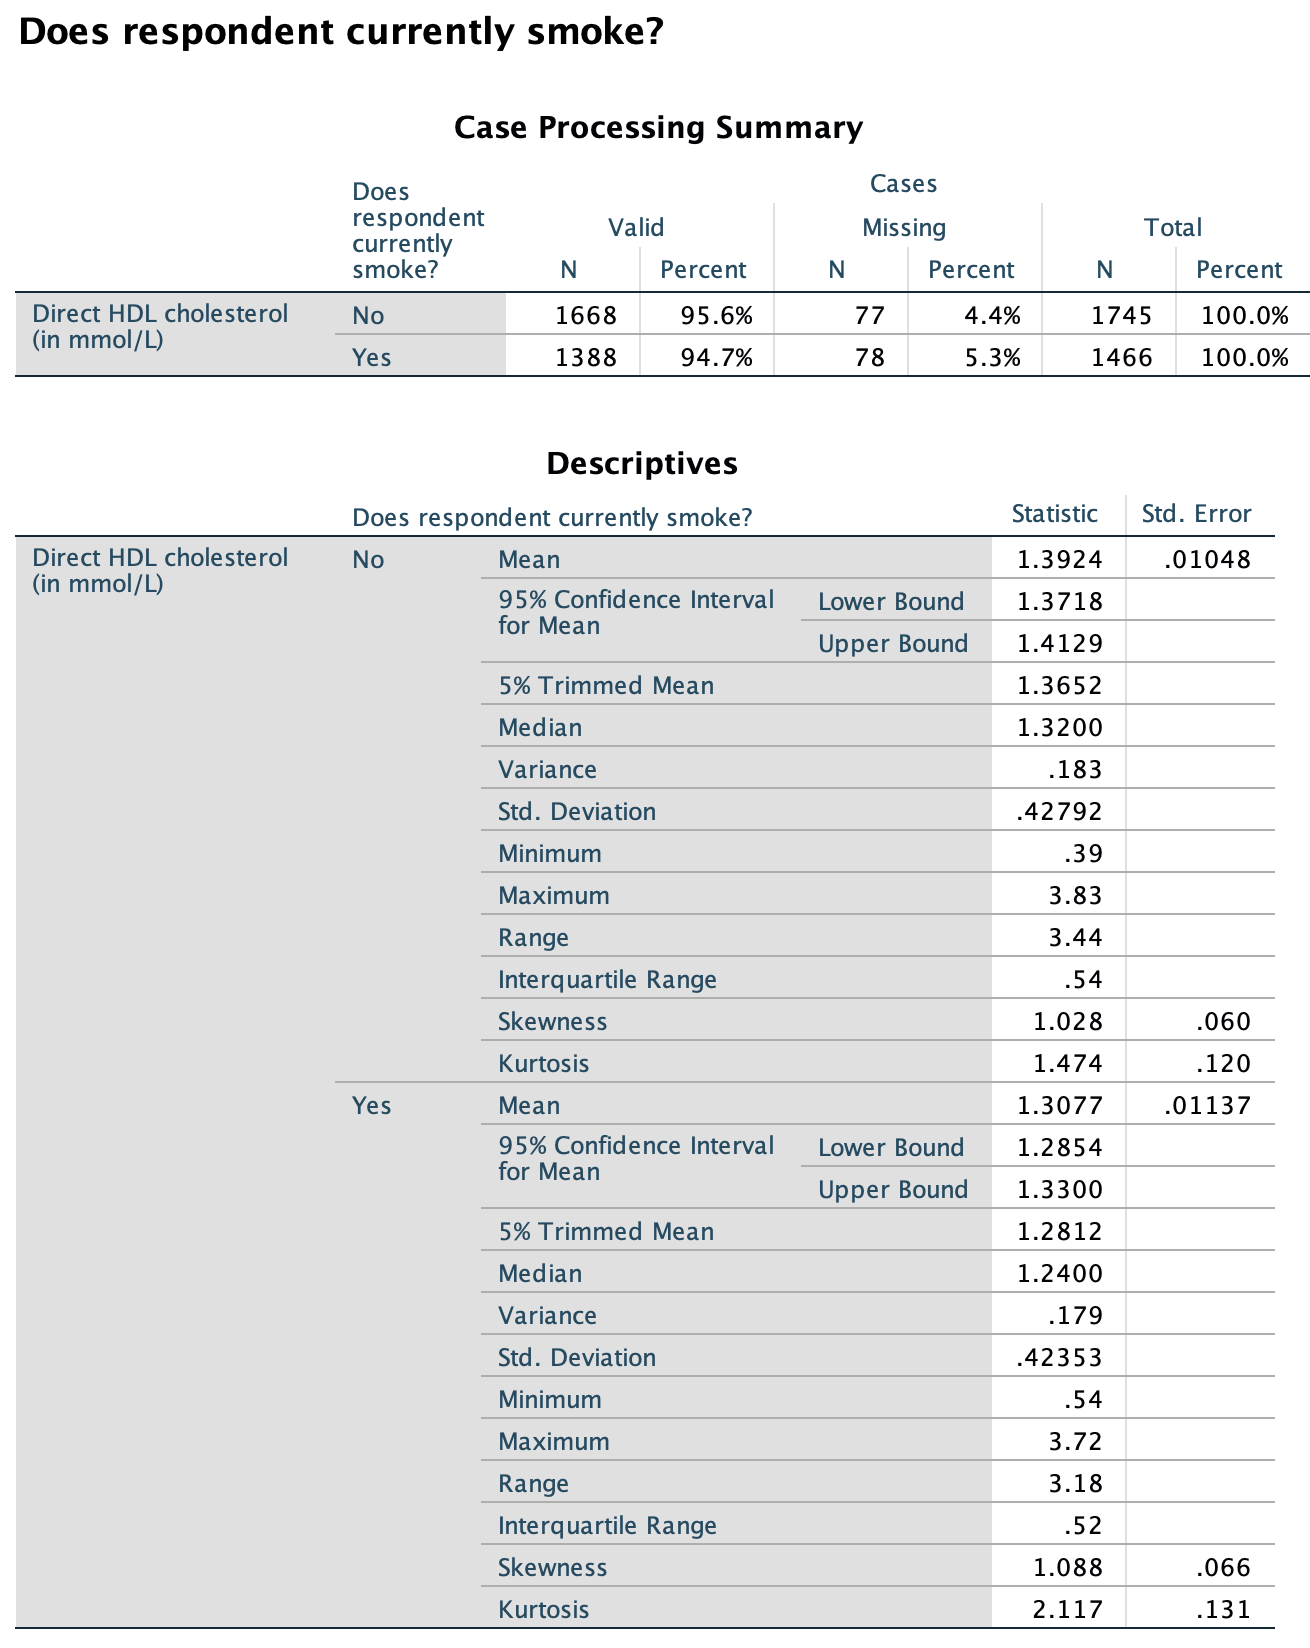 Does respondent currently smoke?
Case Processing Summary
Does respondent currently smoke?
Cases
Valid Missing Total
N Percent N Percent N Percent
Direct HDL cholesterol (in mmol/L) No 1668 95.6% 77 4.4% 1745 100.0%
Yes 1388 94.7% 78 5.3% 1466 100.0%
Descriptives
Does respondent currently smoke? Statistic Std. Error
Direct HDL cholesterol (in mmol/L) No Mean 1.3924 .01048
95% Confidence Interval for Mean Lower Bound 1.3718
Upper Bound 1.4129
5% Trimmed Mean 1.3652
Median 1.3200
Variance .183
Std. Deviation .42792
Minimum .39
Maximum 3.83
Range 3.44
Interquartile Range .54
Skewness 1.028 .060
Kurtosis 1.474 .120
Yes Mean 1.3077 .01137
95% Confidence Interval for Mean Lower Bound 1.2854
Upper Bound 1.3300
5% Trimmed Mean 1.2812
Median 1.2400
Variance .179
Std. Deviation .42353
Minimum .54
Maximum 3.72
Range 3.18
Interquartile Range .52
Skewness 1.088 .066
Kurtosis 2.117 .131